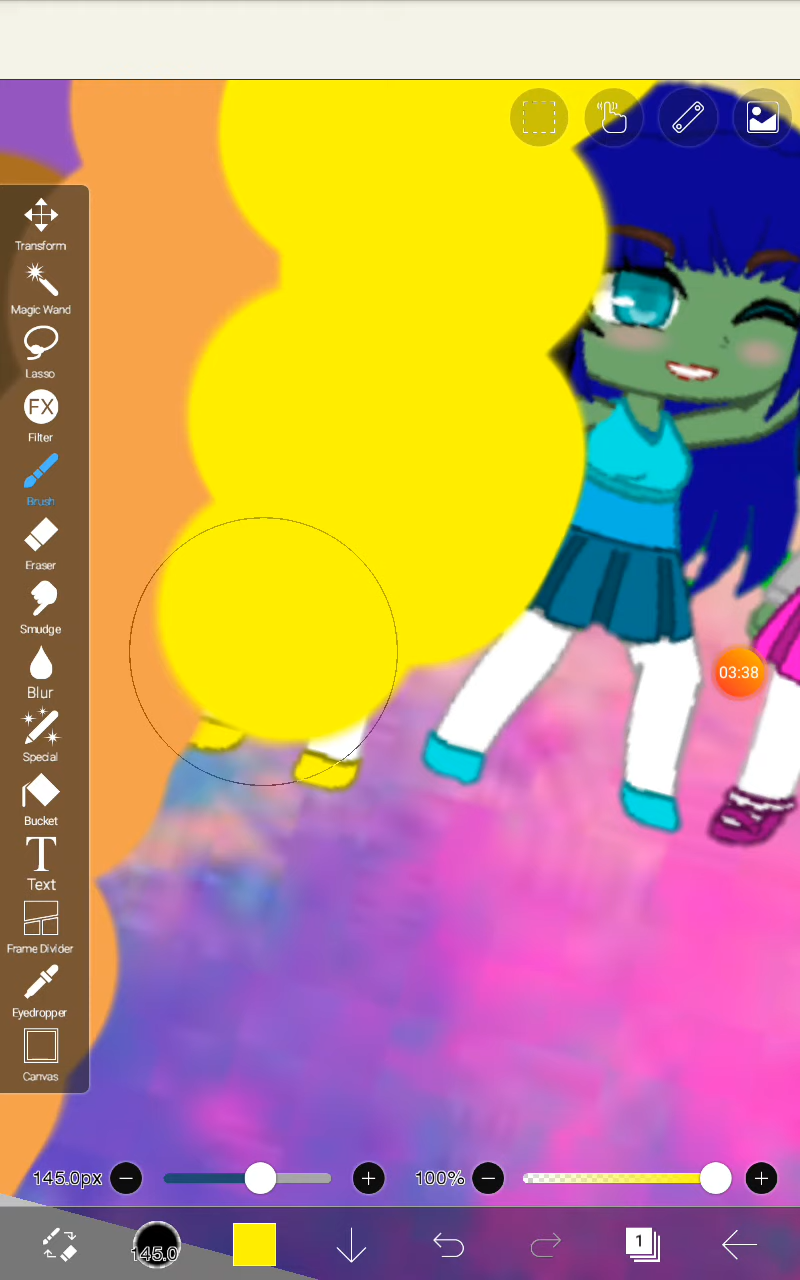 Transform
Magic Wand
Lasso
FX
Filter
Brush
Eraser
Smudge
03:38
Blur
Special
Bucket
T
Text
Frame Divider
Eyedropper
Canvas
145.0px
100%
145.0
1